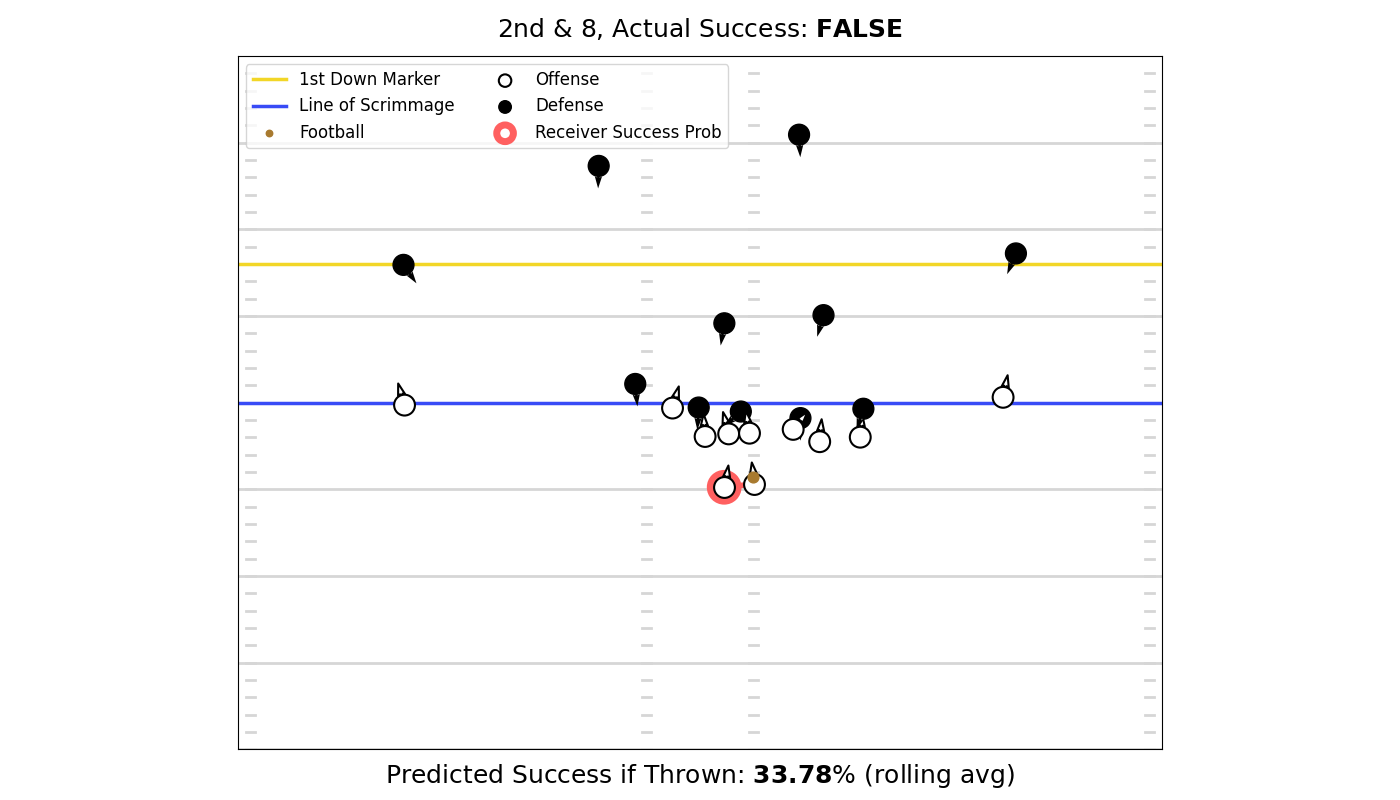 2nd & 8, Actual Success: FALSE
1st Down Marker
Line of Scrimmage
Football
Offense
Defense
Receiver Success Prob
Predicted Success if Thrown: 33.78% (rolling avg)